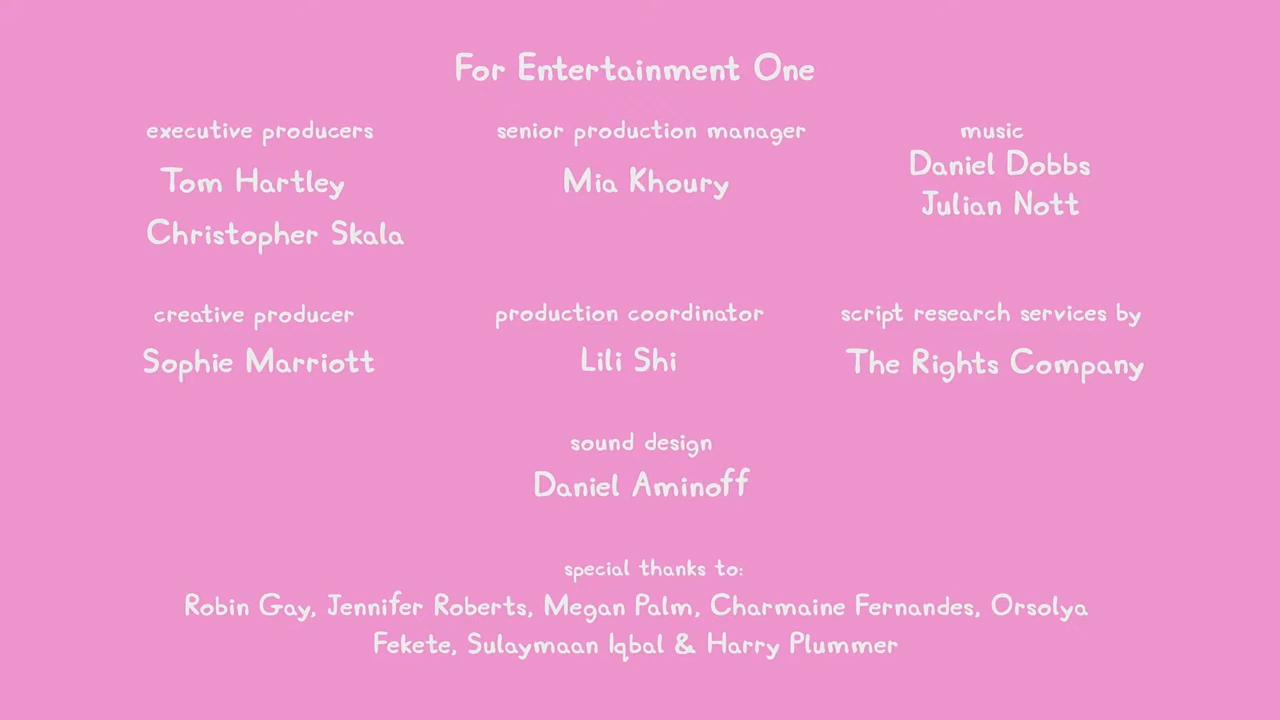 For Entertainment One
executive producers
Tom Hartley
Christopher Skala
senior production manager
Mia Khoury
music
Daniel Dobbs
Julian Nott
creative producer
Sophie Marriott
production coordinator
Lili Shi
script research services by
The Rights Company
sound design
Daniel Aminoff
special thanks to:
Robin Gay, Jennifer Roberts, Megan Palm, Charmaine Fernandes, Orsolya
Fekete, Sulaymaan Iqbal & Harry Plummer